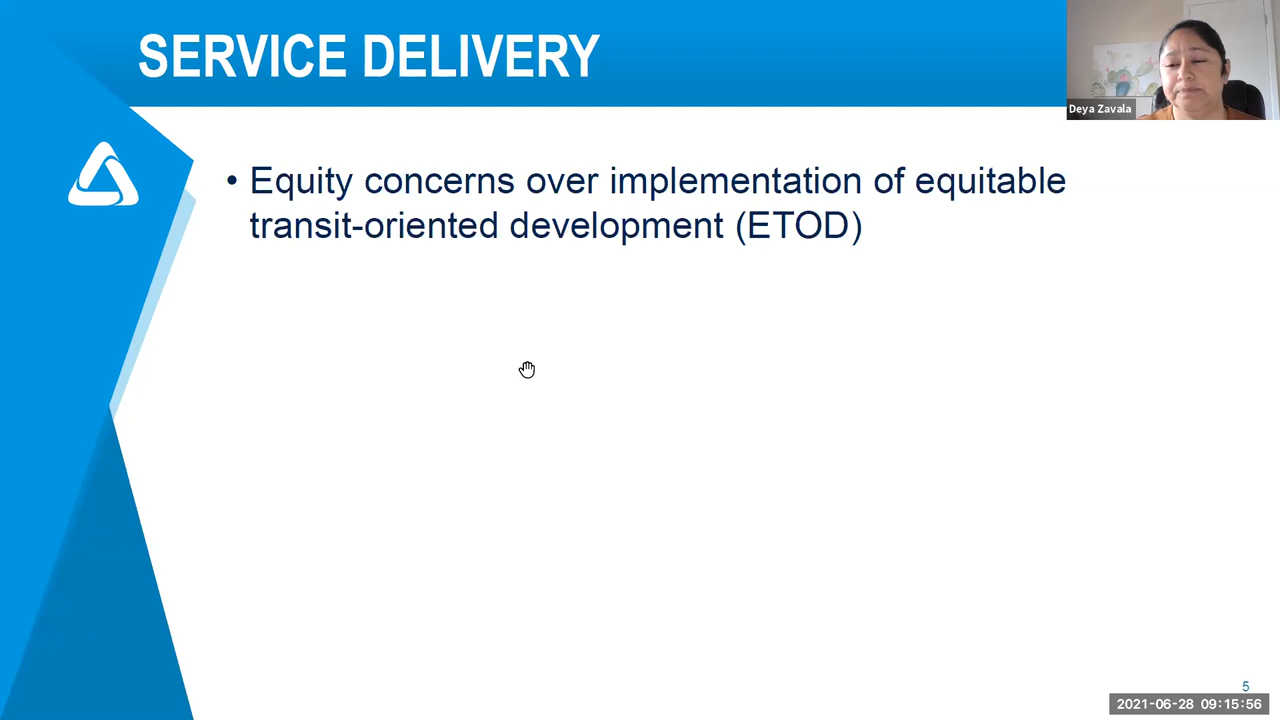 SERVICE DELIVERY
Deya Zavala
• Equity concerns over implementation of equitable
transit-oriented development (ETOD)
5
2021-06-28 09:15:56